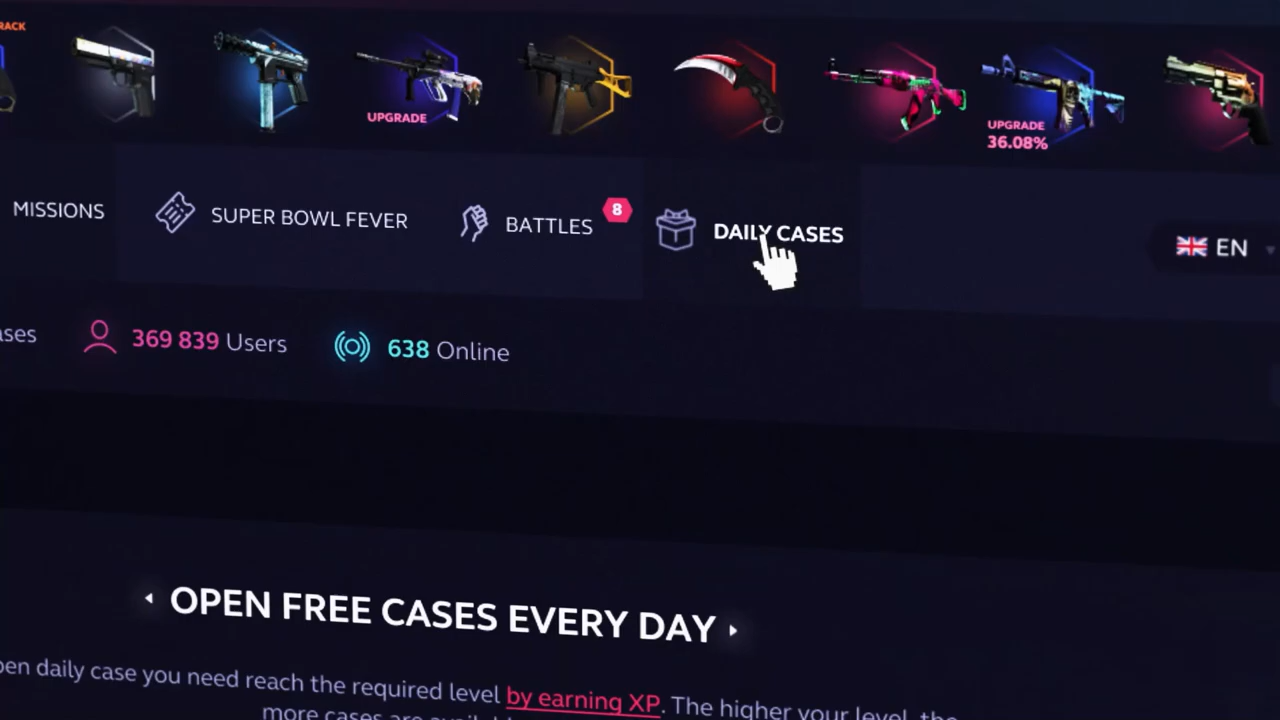 RACK
UPGRADE
UPGRADE
36.08%
MISSIONS
SUPER BOWL FEVER
BATTLES
8
DAILY CASES
EN
369 839 Users
638 Online
OPEN FREE CASES EVERY DAY
daily case you need reach the required level by earning XP. The higher your level, the
more cases are